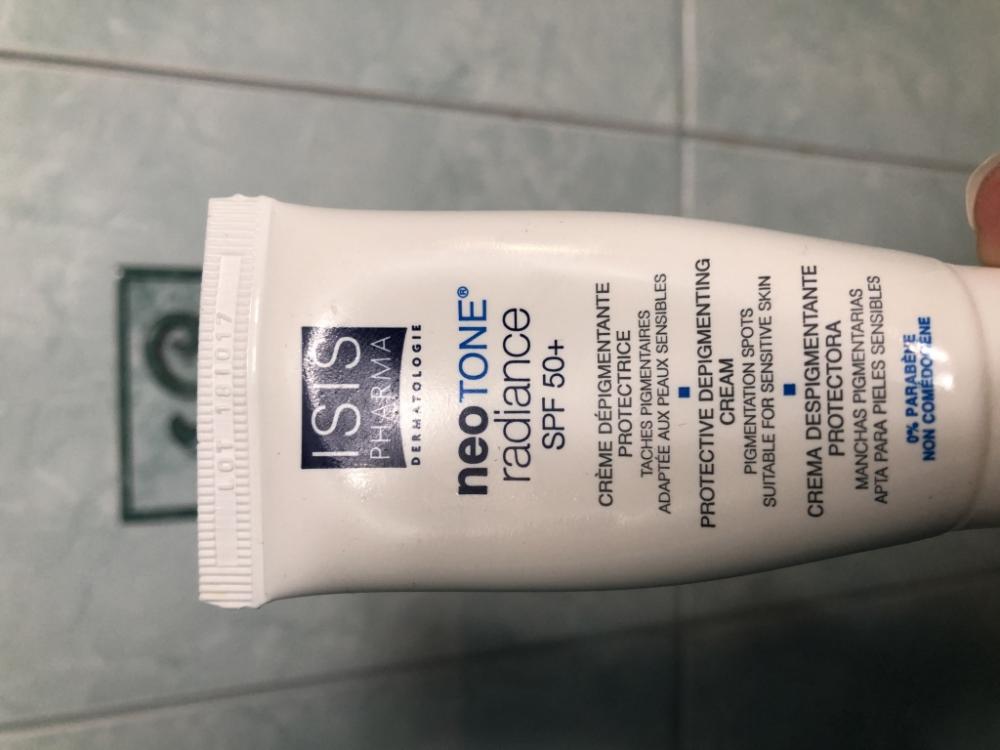 LOT 181017
ISIS
PHARMA
DERMATOLOGIE
neoTONE®
radiance
SPF 50+
CRÈME DÉPIGMENTANTE
PROTECTRICE
TACHES PIGMENTAIRES
ADAPTÉE AUX PEAUX SENSIBLES
PROTECTIVE DEPIGMENTING
CREAM
PIGMENTATION SPOTS
SUITABLE FOR SENSITIVE SKIN
CREMA DESPIGMENTANTE
PROTECTORA
MANCHAS PIGMENTARIAS
APTA PARA PIELES SENSIBLES
0% PARABÈNE
NON COMÉDOGÈNE